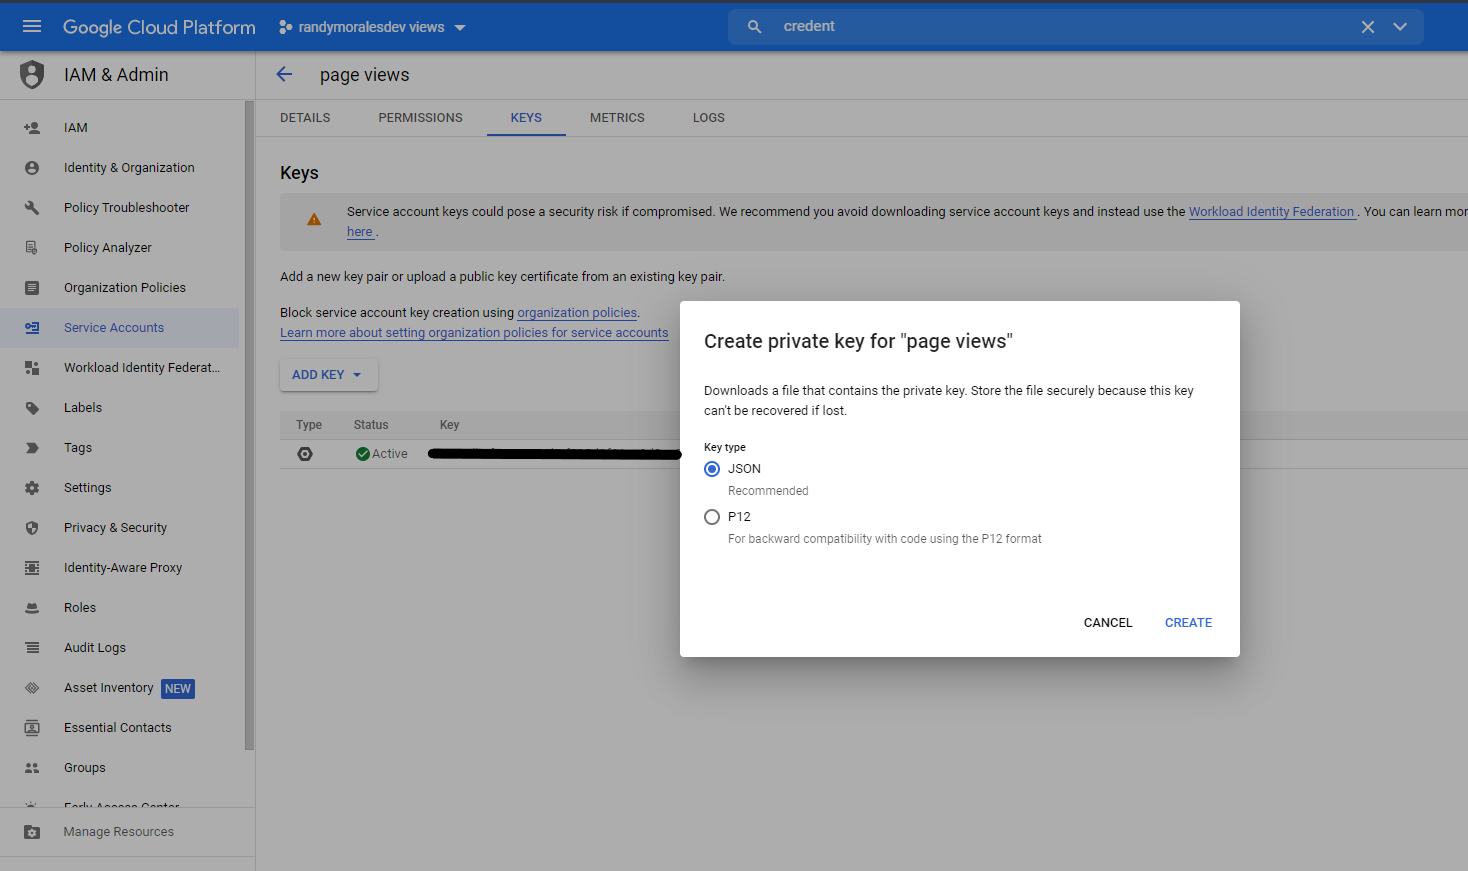 Google Cloud Platform
randymoralesdev views
credent
IAM & Admin
page views
DETAILS
PERMISSIONS
KEYS
METRICS
LOGS
IAM
Identity & Organization
Policy Troubleshooter
Policy Analyzer
Organization Policies
Service Accounts
Workload Identity Federat...
Labels
Tags
Settings
Privacy & Security
Identity-Aware Proxy
Roles
Audit Logs
Asset Inventory NEW
Essential Contacts
Groups
Early Access Center
Manage Resources
Keys
Service account keys could pose a security risk if compromised. We recommend you avoid downloading service account keys and instead use the Workload Identity Federation . You can learn mor
here .
Add a new key pair or upload a public key certificate from an existing key pair.
Block service account key creation using organization policies.
Learn more about setting organization policies for service accounts
ADD KEY
Type Status Key
Active
Create private key for "page views"
Downloads a file that contains the private key. Store the file securely because this key
can't be recovered if lost.
Key type
JSON
Recommended
P12
For backward compatibility with code using the P12 format
CANCEL
CREATE